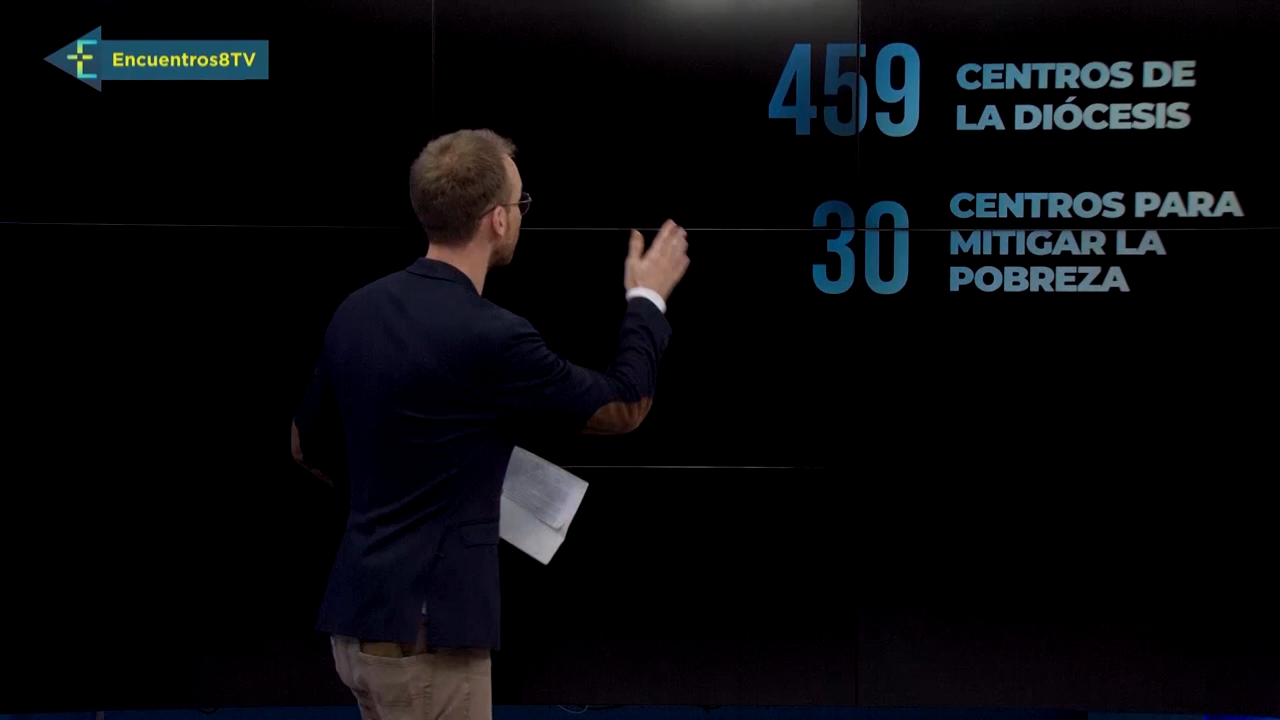 Encuentros8TV
459 CENTROS DE
LA DIÓCESIS
30 CENTROS PARA
MITIGAR LA
POBREZA